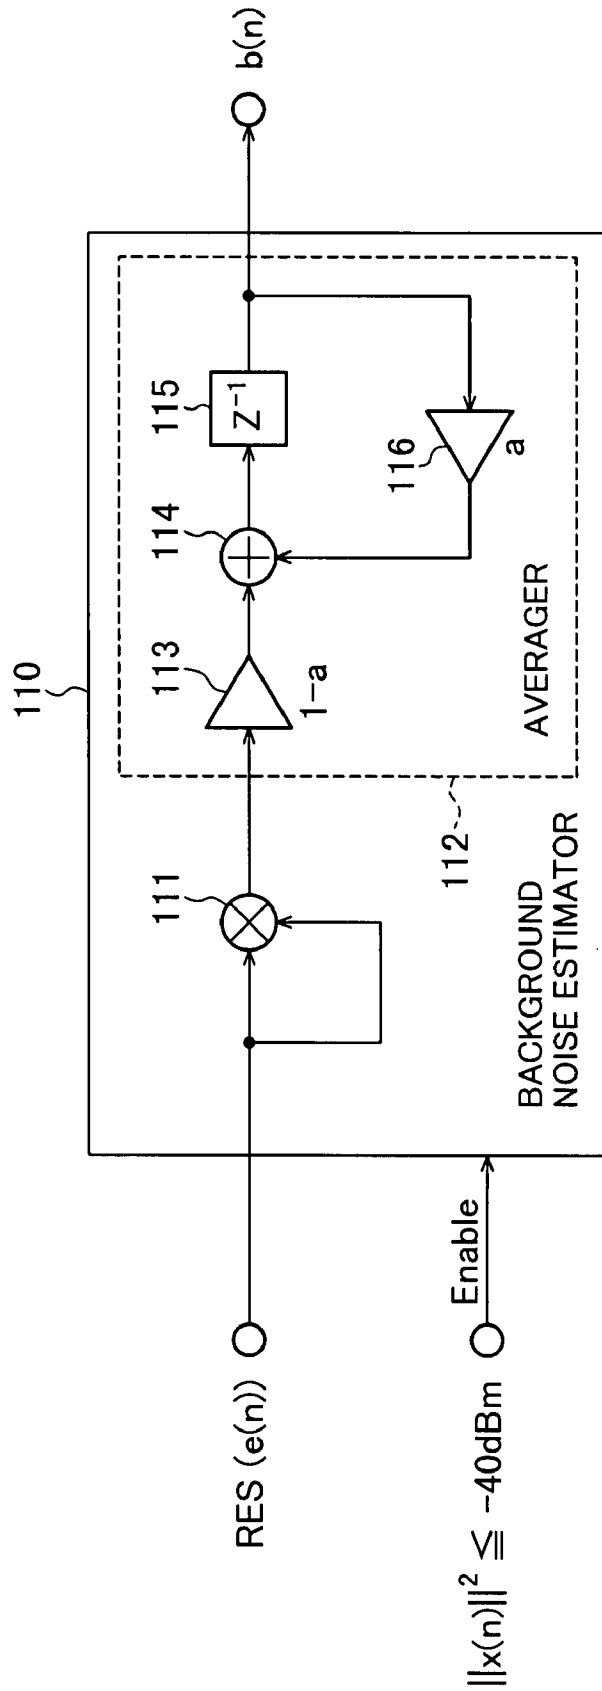 110
RES (e(n))
111
113
1-a
114
115
Z⁻¹
b(n)
116
a
AVERAGER
112
BACKGROUND
NOISE ESTIMATOR
||x(n)||² ≦ -40dBm
Enable